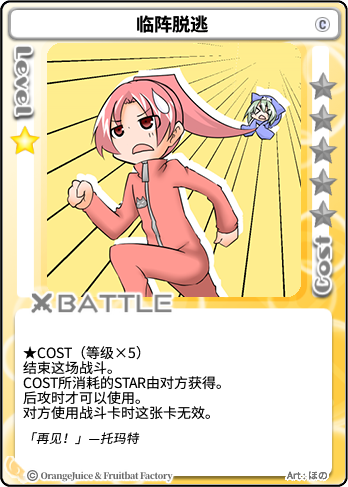 临阵脱逃
©
Level
Cost
BATTLE
★COST（等级×5）
结束这场战斗。
COST所消耗的STAR由对方获得。
后攻时才可以使用。
对方使用战斗卡时这张卡无效。
「再见！」—托玛特
© OrangeJuice & Fruitbat Factory
Art : ほの